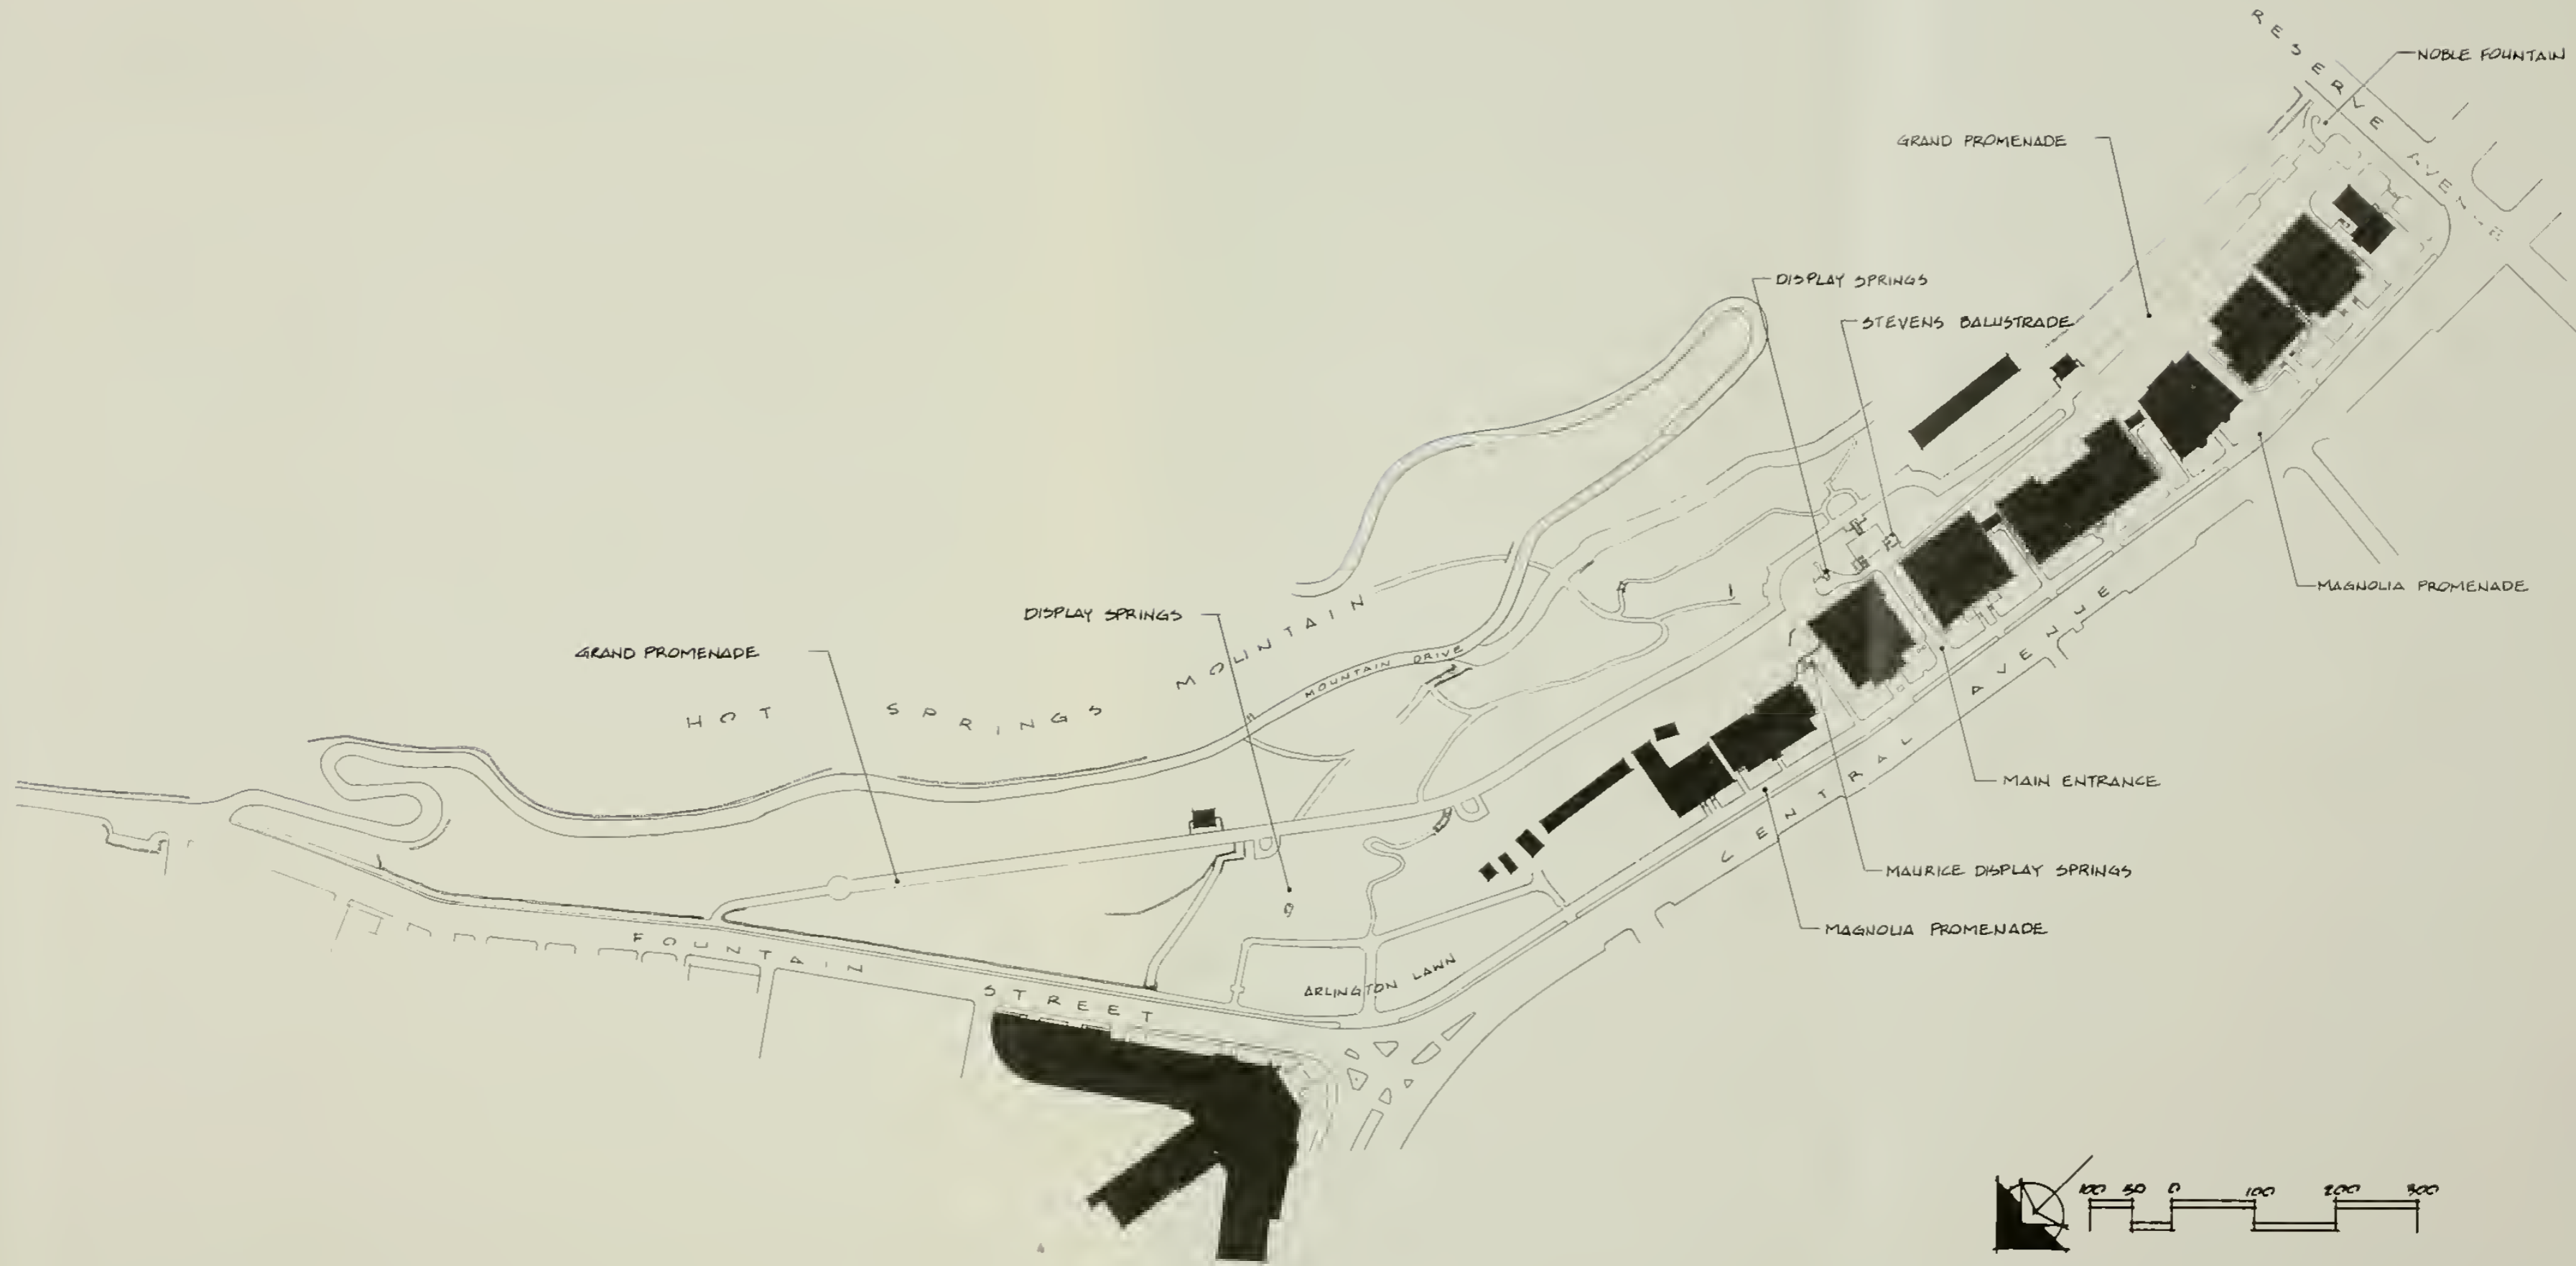 RESERVE AVENUE
NOBLE FOUNTAIN
GRAND PROMENADE
DISPLAY SPRINGS
STEVENS BALUSTRADE
MAGNOLIA PROMENADE
DISPLAY SPRINGS
GRAND PROMENADE
HOT SPRINGS MOUNTAIN
MOUNTAIN DRIVE
CENTRAL AVENUE
MAIN ENTRANCE
MAURICE DISPLAY SPRINGS
MAGNOLIA PROMENADE
FOUNTAIN STREET
ARLINGTON LAWN
100 50 0 100 200 300